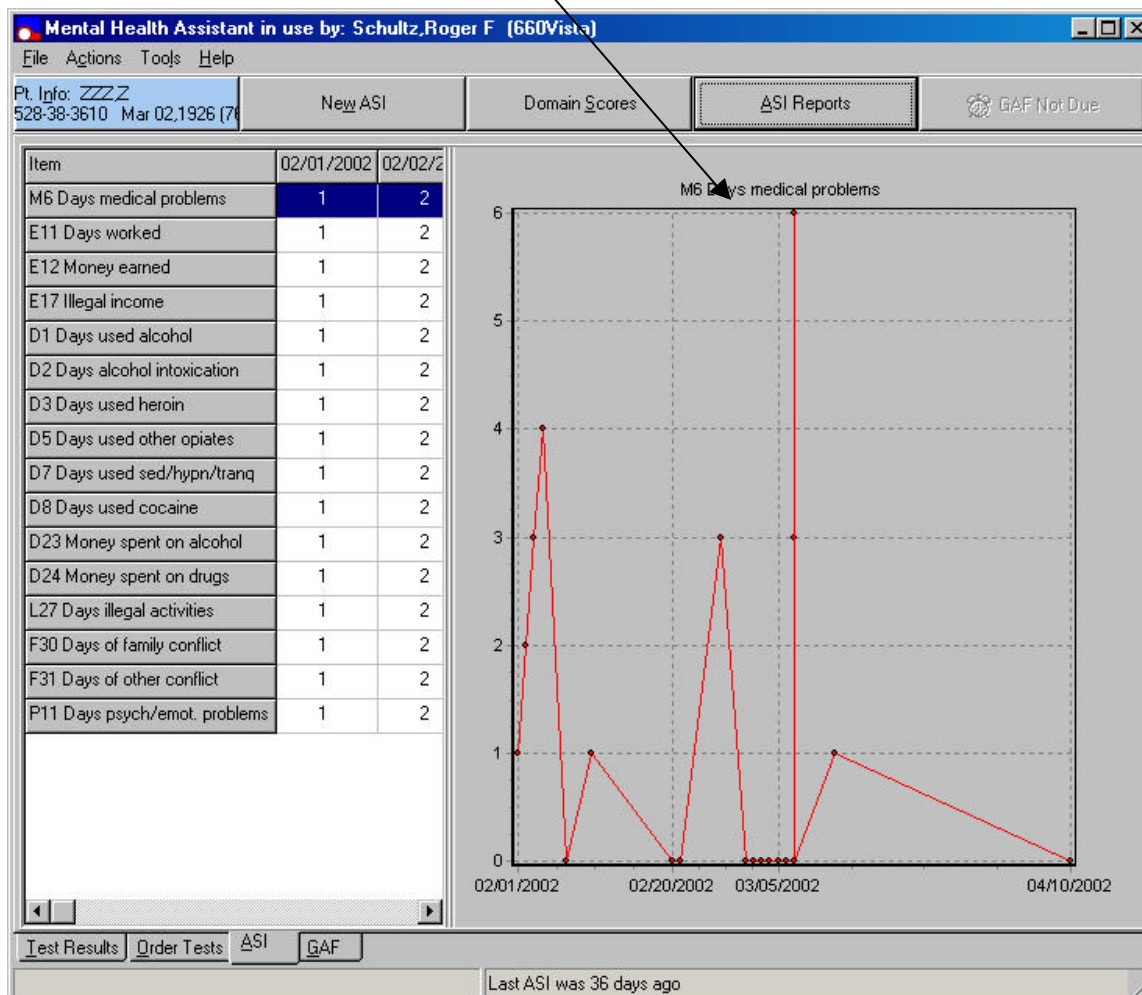 Mental Health Assistant in use by: Schultz,Roger F (660Vista)
File Actions Tools Help
Pt. Info: ZZZ,Z
528-38-3610 Mar 02,1926 (76
New ASI
Domain Scores
ASI Reports
GAF Not Due
Item 02/01/2002 02/02/2
M6 Days medical problems 1 2
E11 Days worked 1 2
E12 Money earned 1 2
E17 Illegal income 1 2
D1 Days used alcohol 1 2
D2 Days alcohol intoxication 1 2
D3 Days used heroin 1 2
D5 Days used other opiates 1 2
D7 Days used sed/hypn/tranq 1 2
D8 Days used cocaine 1 2
D23 Money spent on alcohol 1 2
D24 Money spent on drugs 1 2
L27 Days illegal activities 1 2
F30 Days of family conflict 1 2
F31 Days of other conflict 1 2
P11 Days psych/emot. problems 1 2
M6 Days medical problems
6
5
4
3
2
1
0
02/01/2002 02/20/2002 03/05/2002 04/10/2002
Test Results Order Tests ASI GAF
Last ASI was 36 days ago